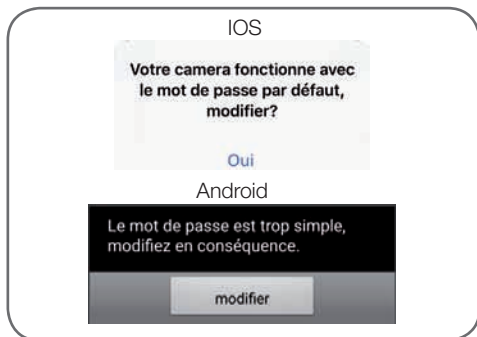 IOS
Votre camera fonctionne avec
le mot de passe par défaut,
modifier?
Oui
Android
Le mot de passe est trop simple,
modifiez en conséquence.
modifier